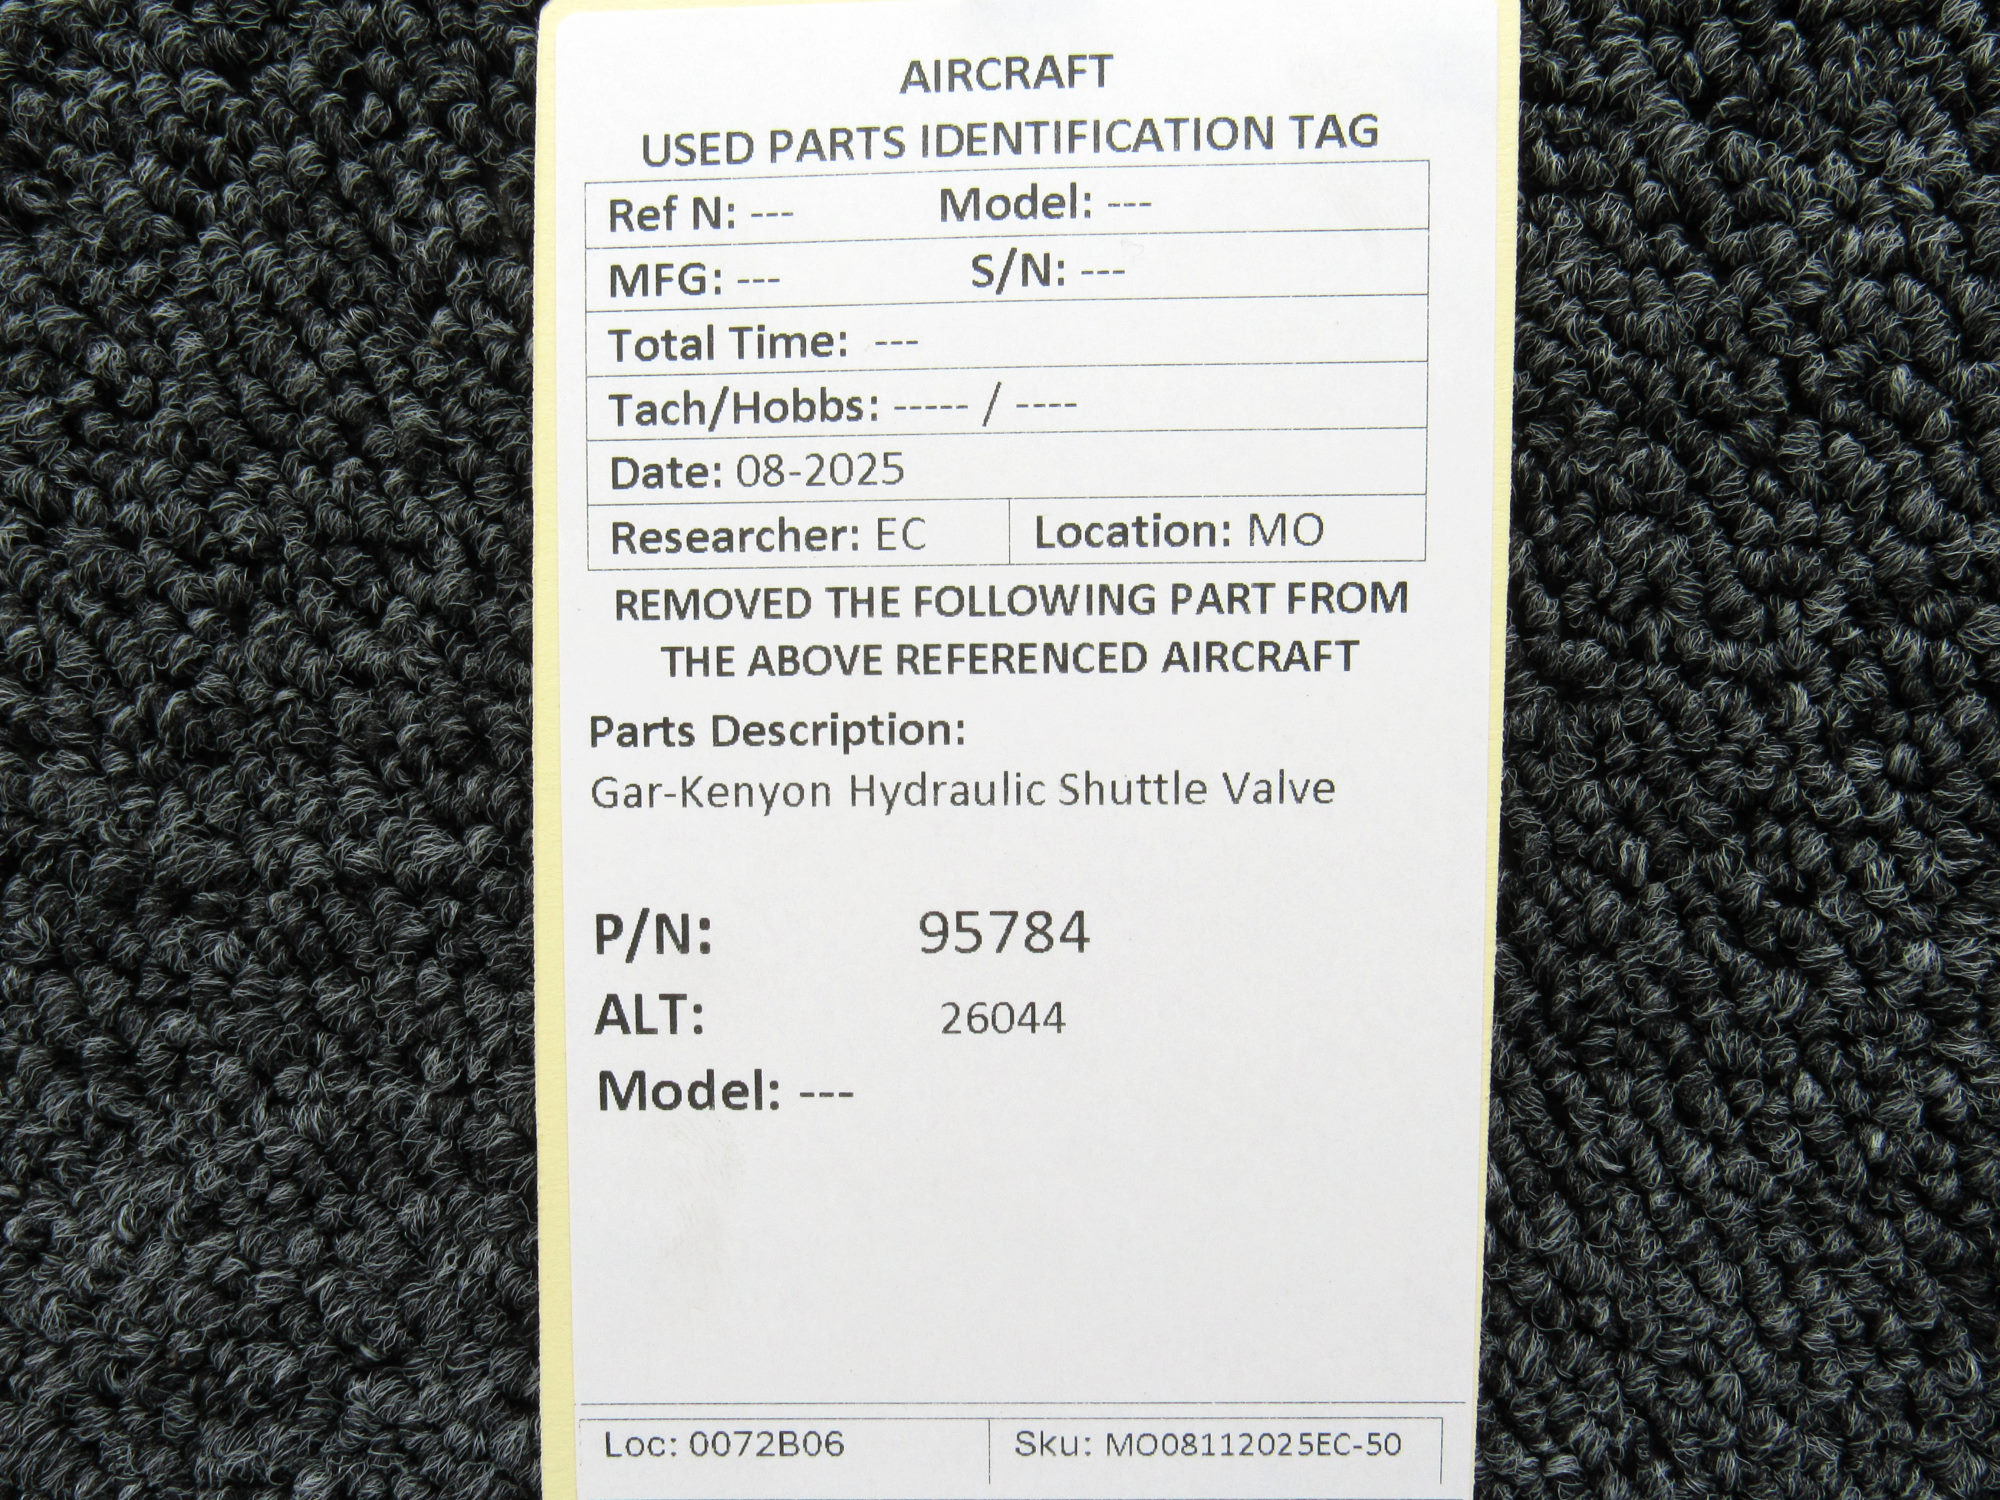 AIRCRAFT
USED PARTS IDENTIFICATION TAG
Ref N: --- Model: ---
MFG: --- S/N: ---
Total Time: ---
Tach/Hobbs: ----- / ----
Date: 08-2025
Researcher: EC Location: MO
REMOVED THE FOLLOWING PART FROM
THE ABOVE REFERENCED AIRCRAFT
Parts Description:
Gar-Kenyon Hydraulic Shuttle Valve
P/N: 95784
ALT: 26044
Model: ---
Loc: 0072B06 Sku: MO08112025EC-50